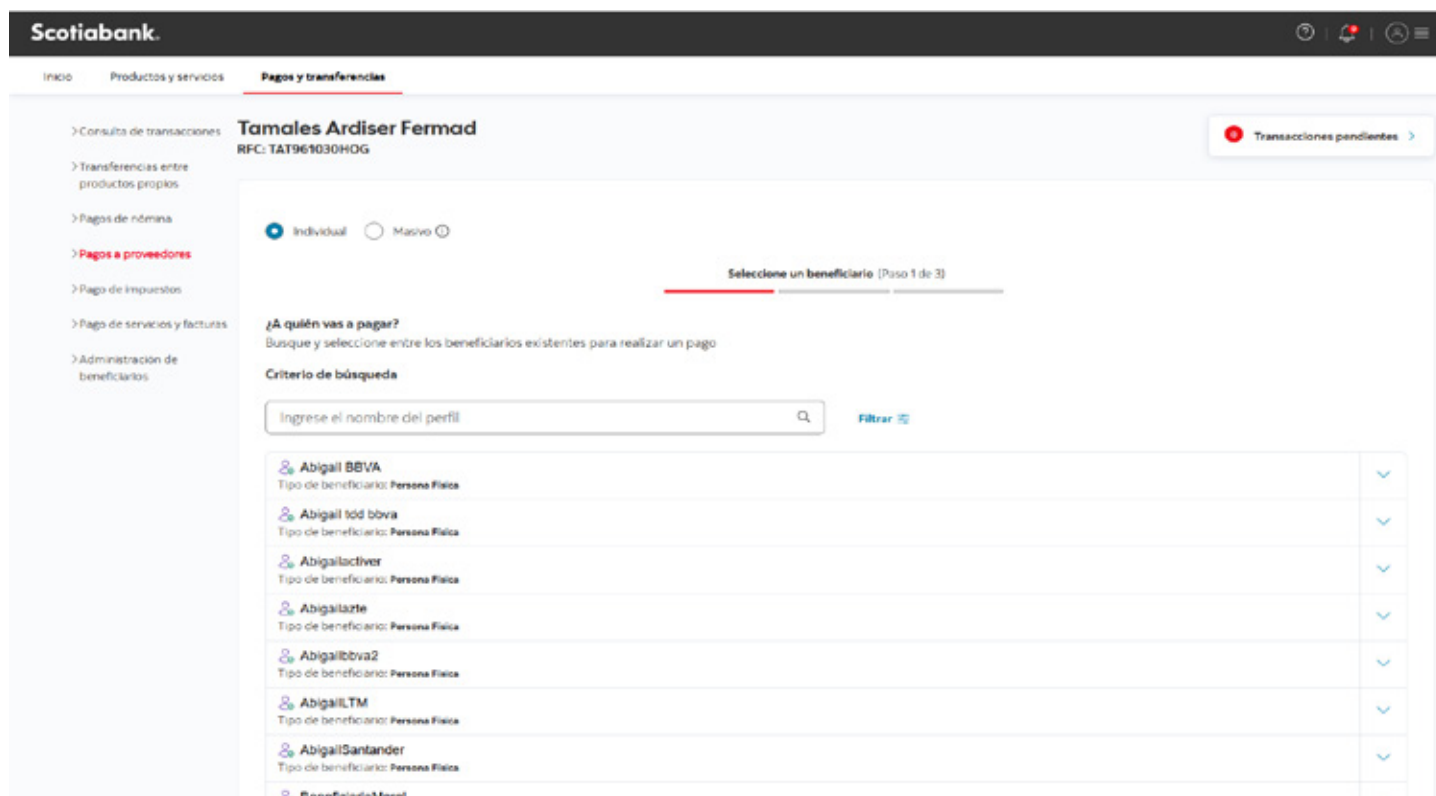 Scotiabank.
Inicio Productos y servicios Pagos y transferencias
>Consulta de transacciones
>Transferencias entre
productos propios
>Pagos de nómina
>Pagos a proveedores
>Pago de impuestos
>Pago de servicios y facturas
>Administración de
beneficiarios
Tamales Ardiser Fermad
RFC: TAT961030HOG
0 Transacciones pendientes >
Individual Masivo
Seleccione un beneficiario (Paso 1 de 3)
¿A quién vas a pagar?
Busque y seleccione entre los beneficiarios existentes para realizar un pago
Criterio de búsqueda
Ingrese el nombre del perfil
Filtrar
Abigail BBVA
Tipo de beneficiario: Persona Física
Abigail tdd bbva
Tipo de beneficiario: Persona Física
Abigailactiver
Tipo de beneficiario: Persona Física
Abigailazte
Tipo de beneficiario: Persona Física
Abigailbbva2
Tipo de beneficiario: Persona Física
AbigailLTM
Tipo de beneficiario: Persona Física
AbigailSantander
Tipo de beneficiario: Persona Física